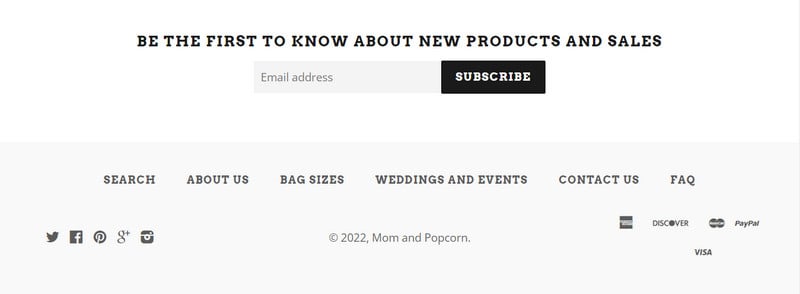 BE THE FIRST TO KNOW ABOUT NEW PRODUCTS AND SALES
Email address SUBSCRIBE
SEARCH ABOUT US BAG SIZES WEDDINGS AND EVENTS CONTACT US FAQ
DISCOVER PayPal
© 2022, Mom and Popcorn.
VISA